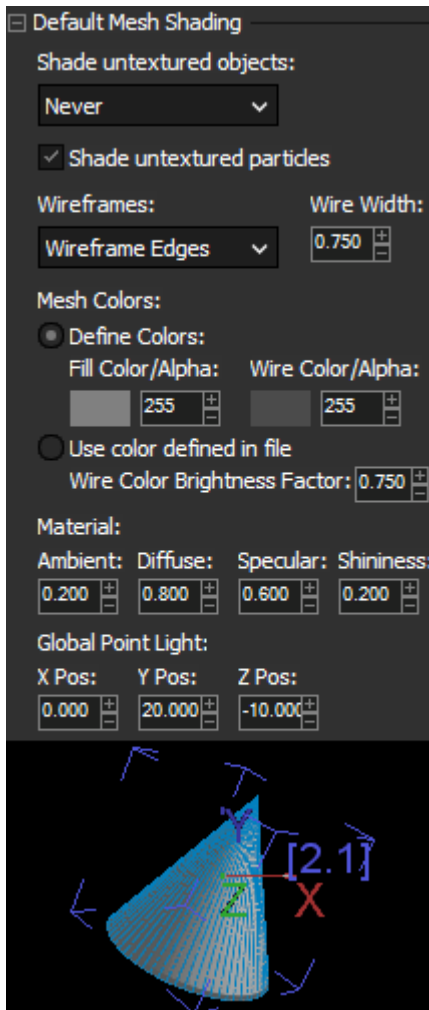 Default Mesh Shading
Shade untextured objects:
Never
Shade untextured particles
Wireframes: Wire Width:
Wireframe Edges 0.750
Mesh Colors:
Define Colors:
Fill Color/Alpha: Wire Color/Alpha:
255 255
Use color defined in file
Wire Color Brightness Factor: 0.750
Material:
Ambient: Diffuse: Specular: Shininess:
0.200 0.800 0.600 0.200
Global Point Light:
X Pos: Y Pos: Z Pos:
0.000 20.000 -10.000
Y
[2.1]
Z X